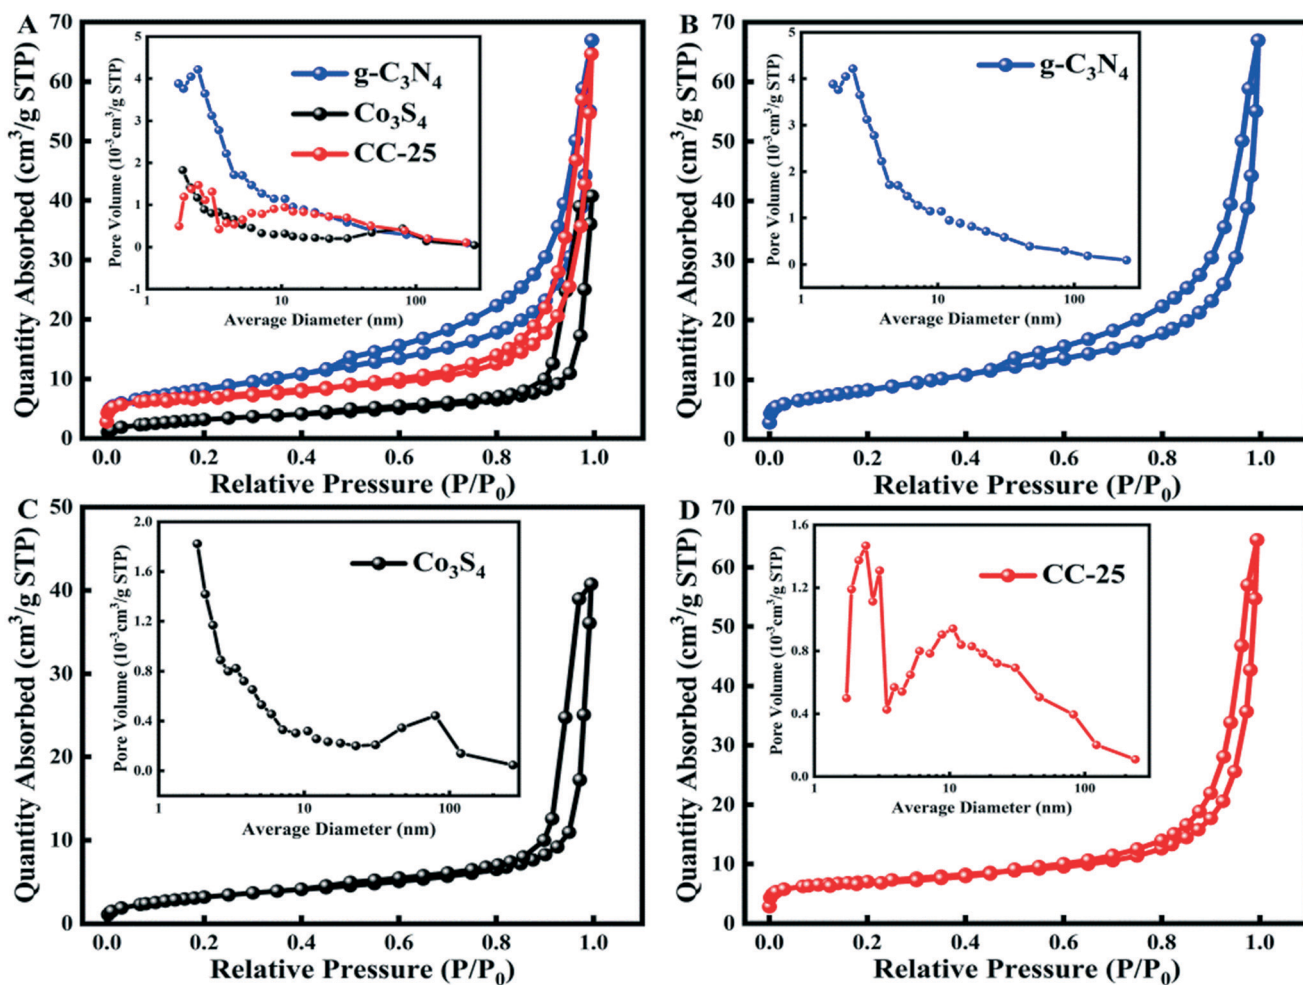 A
70
60
50
40
30
20
10
0
Quantity Absorbed (cm³/g STP)
0.0 0.2 0.4 0.6 0.8 1.0
Relative Pressure (P/P₀)
5
4
3
2
1
0
-1
Pore Volume (10⁻³cm³/g STP)
1 10 100
Average Diameter (nm)
g-C₃N₄
Co₃S₄
CC-25
B
70
60
50
40
30
20
10
0
Quantity Absorbed (cm³/g STP)
0.0 0.2 0.4 0.6 0.8 1.0
Relative Pressure (P/P₀)
5
4
3
2
1
0
Pore Volume (10⁻³cm³/g STP)
1 10 100
Average Diameter (nm)
g-C₃N₄
C
50
40
30
20
10
0
Quantity Absorbed (cm³/g STP)
0.0 0.2 0.4 0.6 0.8 1.0
Relative Pressure (P/P₀)
2.0
1.6
1.2
0.8
0.4
0.0
Pore Volume (10⁻³cm³/g STP)
1 10 100
Average Diameter (nm)
Co₃S₄
D
70
60
50
40
30
20
10
0
Quantity Absorbed (cm³/g STP)
0.0 0.2 0.4 0.6 0.8 1.0
Relative Pressure (P/P₀)
1.6
1.2
0.8
0.4
0.0
Pore Volume (10⁻³cm³/g STP)
1 10 100
Average Diameter (nm)
CC-25